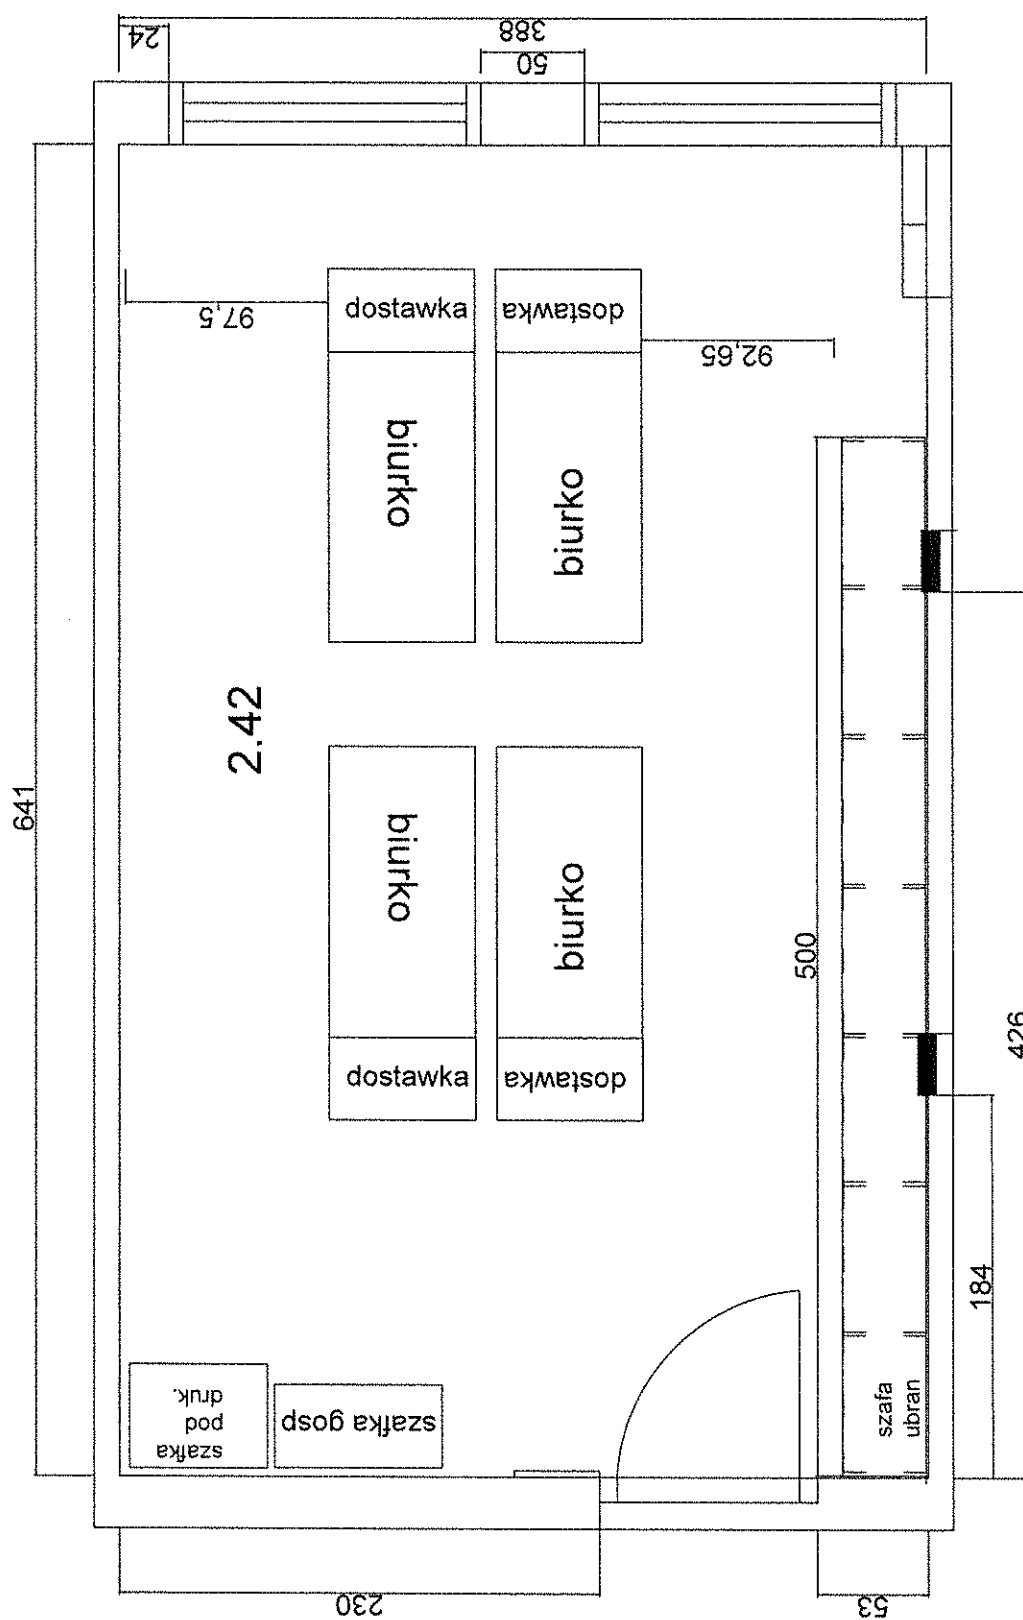 24
388
50
641
97,5
dostawka
dostawka
92,65
biurko
biurko
2.42
biurko
biurko
500
426
dostawka
dostawka
184
szafka
pod
druk.
szafka gosp
szafa
ubran
230
53